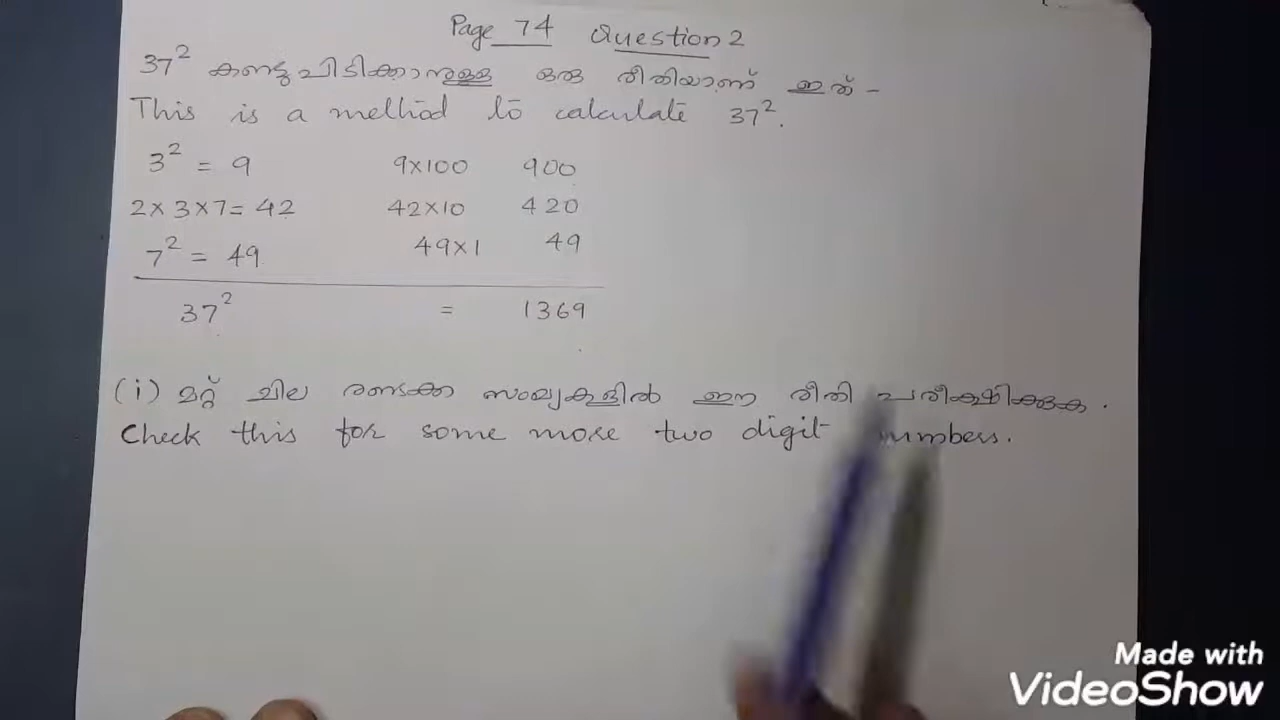 Page 74 Question 2
37² കണ്ടുപിടിക്കാനുള്ള ഒരു രീതിയാണ് ഇത് -
This is a method to calculate 37².
3² = 9 9×100 900
2×3×7= 42 42×10 420
7² = 49 49×1 49
37² = 1369
(i) മറ്റ് ചില രണ്ടക്ക സംഖ്യകളിൽ ഈ രീതി പരീക്ഷിക്കുക.
Check this for some more two digit numbers.
Made with
VideoShow